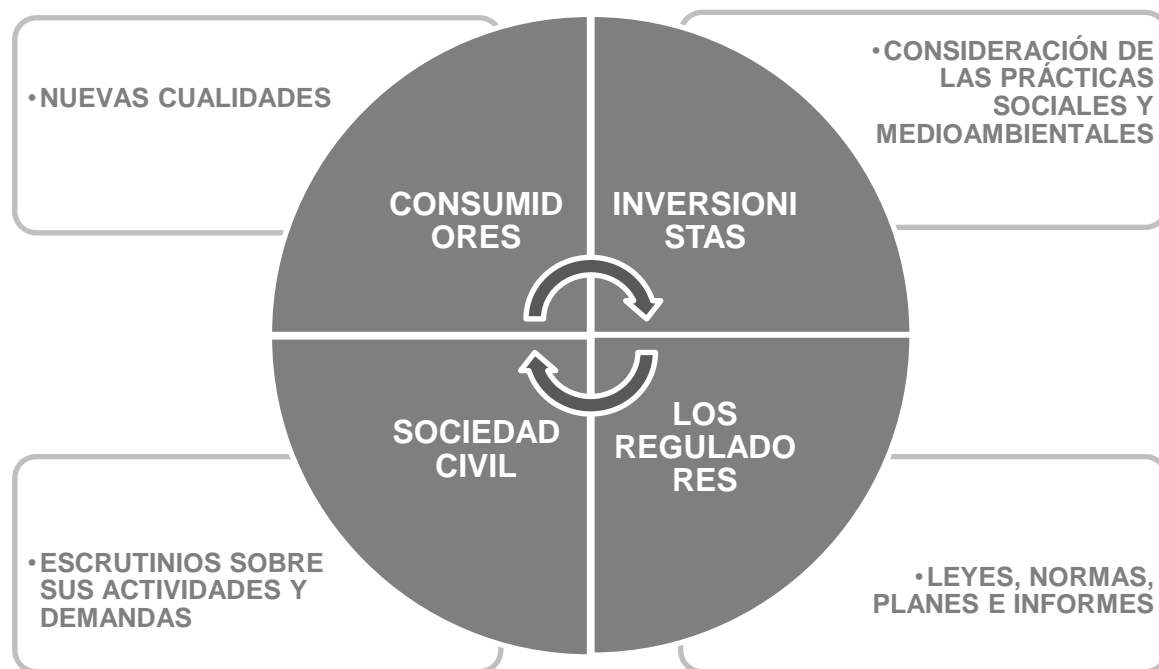 •NUEVAS CUALIDADES
•CONSIDERACIÓN DE
LAS PRÁCTICAS
SOCIALES Y
MEDIOAMBIENTALES
CONSUMID
ORES
INVERSIONI
STAS
SOCIEDAD
CIVIL
LOS
REGULADO
RES
•ESCRUTINIOS SOBRE
SUS ACTIVIDADES Y
DEMANDAS
•LEYES, NORMAS,
PLANES E INFORMES